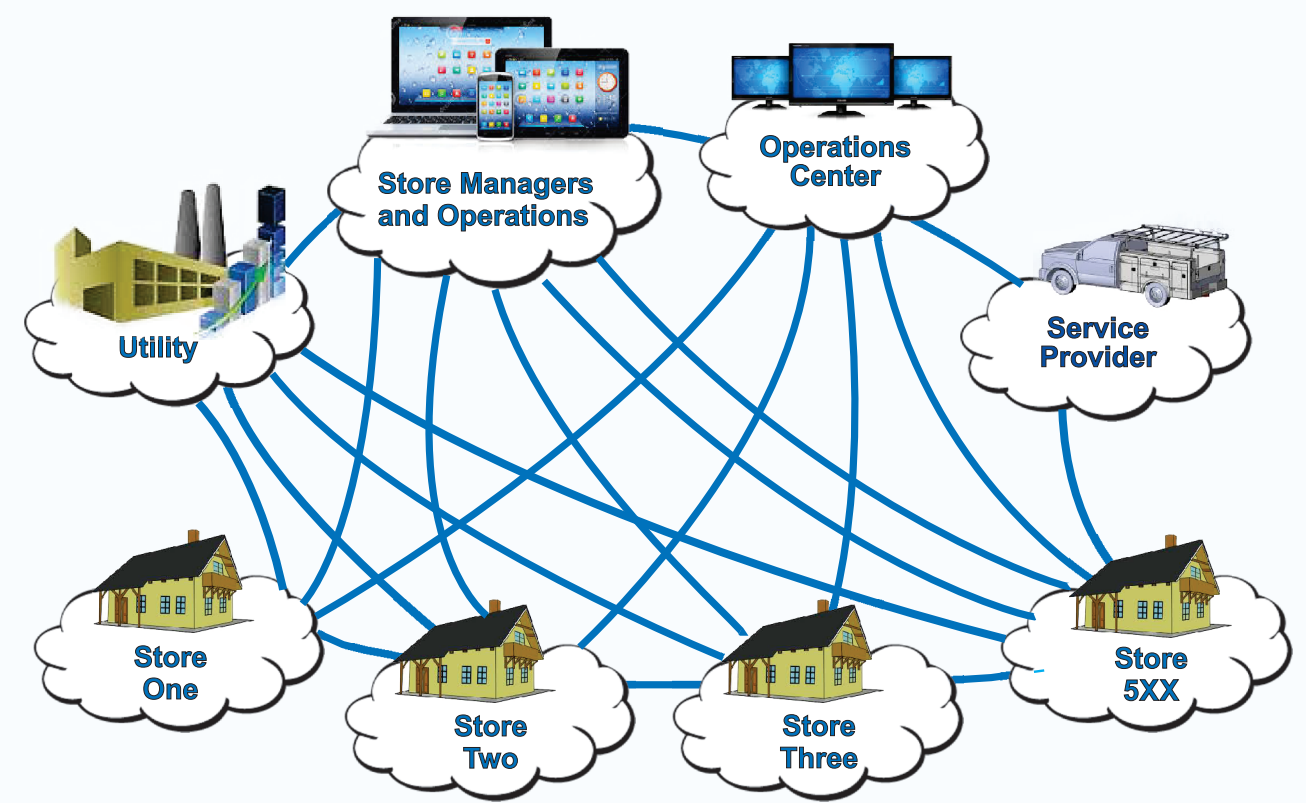 Store Managers
and Operations
Operations
Center
Utility
Service
Provider
Store
One
Store
Two
Store
Three
Store
5XX